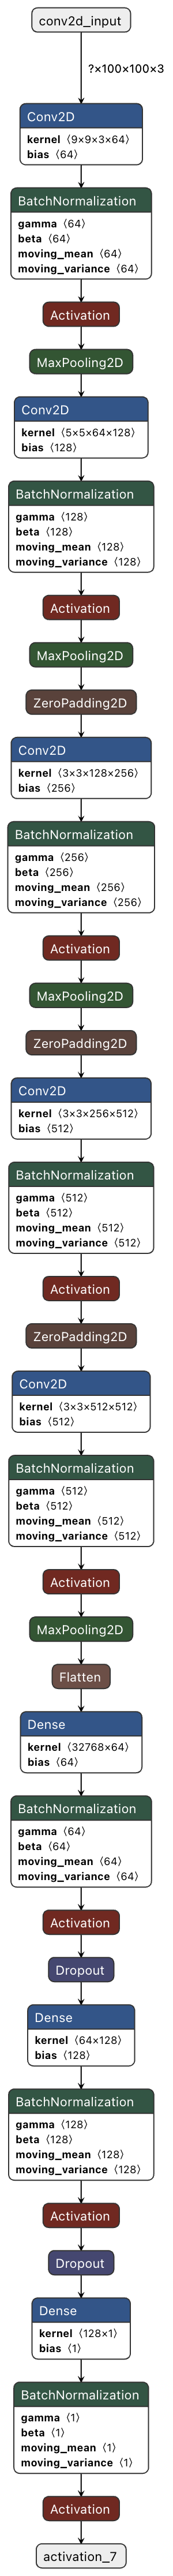 conv2d_input
?×100×100×3
Conv2D
kernel ⟨9×9×3×64⟩
bias ⟨64⟩
BatchNormalization
gamma ⟨64⟩
beta ⟨64⟩
moving_mean ⟨64⟩
moving_variance ⟨64⟩
Activation
MaxPooling2D
Conv2D
kernel ⟨5×5×64×128⟩
bias ⟨128⟩
BatchNormalization
gamma ⟨128⟩
beta ⟨128⟩
moving_mean ⟨128⟩
moving_variance ⟨128⟩
Activation
MaxPooling2D
ZeroPadding2D
Conv2D
kernel ⟨3×3×128×256⟩
bias ⟨256⟩
BatchNormalization
gamma ⟨256⟩
beta ⟨256⟩
moving_mean ⟨256⟩
moving_variance ⟨256⟩
Activation
MaxPooling2D
ZeroPadding2D
Conv2D
kernel ⟨3×3×256×512⟩
bias ⟨512⟩
BatchNormalization
gamma ⟨512⟩
beta ⟨512⟩
moving_mean ⟨512⟩
moving_variance ⟨512⟩
Activation
ZeroPadding2D
Conv2D
kernel ⟨3×3×512×512⟩
bias ⟨512⟩
BatchNormalization
gamma ⟨512⟩
beta ⟨512⟩
moving_mean ⟨512⟩
moving_variance ⟨512⟩
Activation
MaxPooling2D
Flatten
Dense
kernel ⟨32768×64⟩
bias ⟨64⟩
BatchNormalization
gamma ⟨64⟩
beta ⟨64⟩
moving_mean ⟨64⟩
moving_variance ⟨64⟩
Activation
Dropout
Dense
kernel ⟨64×128⟩
bias ⟨128⟩
BatchNormalization
gamma ⟨128⟩
beta ⟨128⟩
moving_mean ⟨128⟩
moving_variance ⟨128⟩
Activation
Dropout
Dense
kernel ⟨128×1⟩
bias ⟨1⟩
BatchNormalization
gamma ⟨1⟩
beta ⟨1⟩
moving_mean ⟨1⟩
moving_variance ⟨1⟩
Activation
activation_7